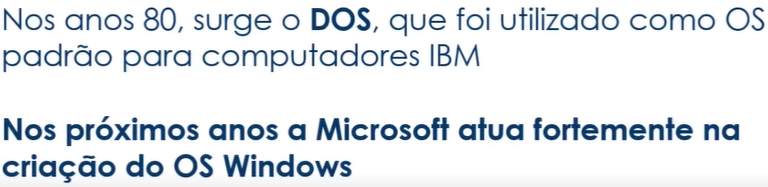 Nos anos 80, surge o DOS, que foi utilizado como OS
padrão para computadores IBM
Nos próximos anos a Microsoft atua fortemente na
criação do OS Windows